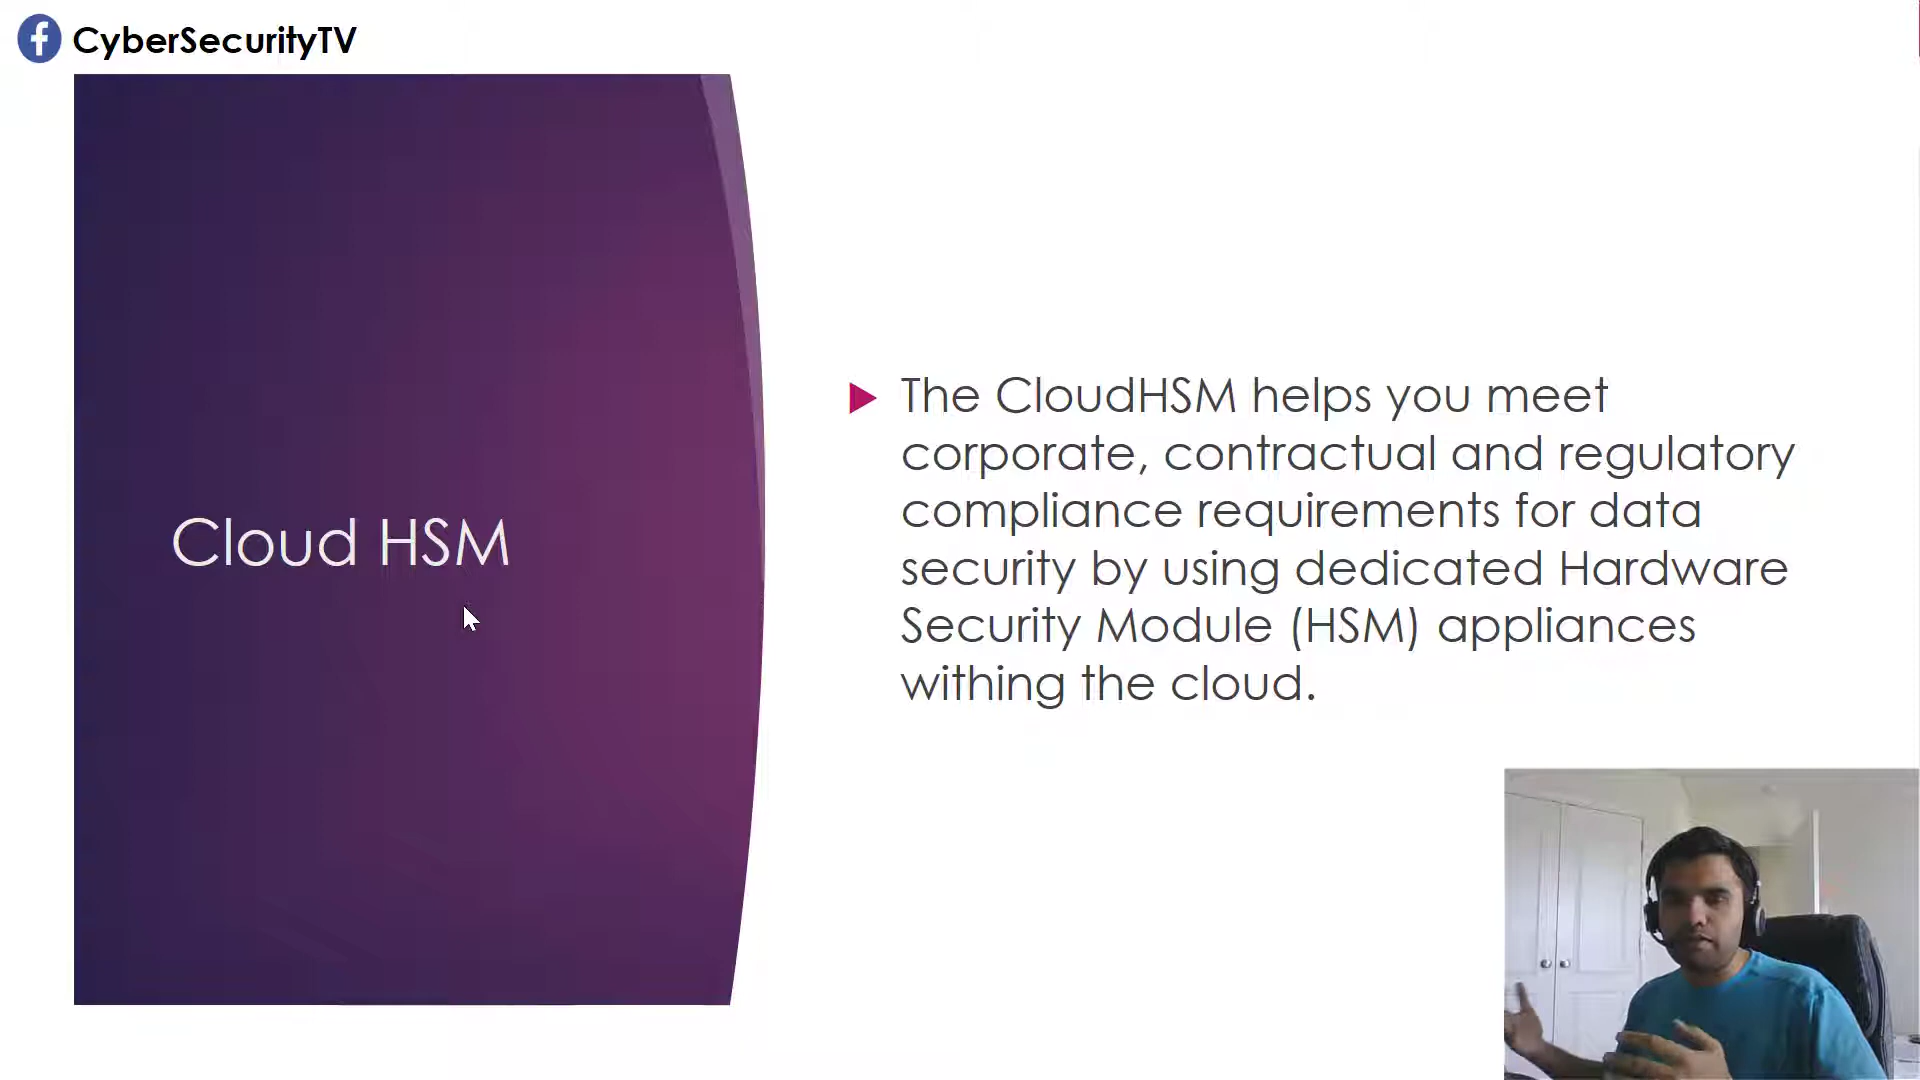 CyberSecurityTV
Cloud HSM
The CloudHSM helps you meet
corporate, contractual and regulatory
compliance requirements for data
security by using dedicated Hardware
Security Module (HSM) appliances
withing the cloud.